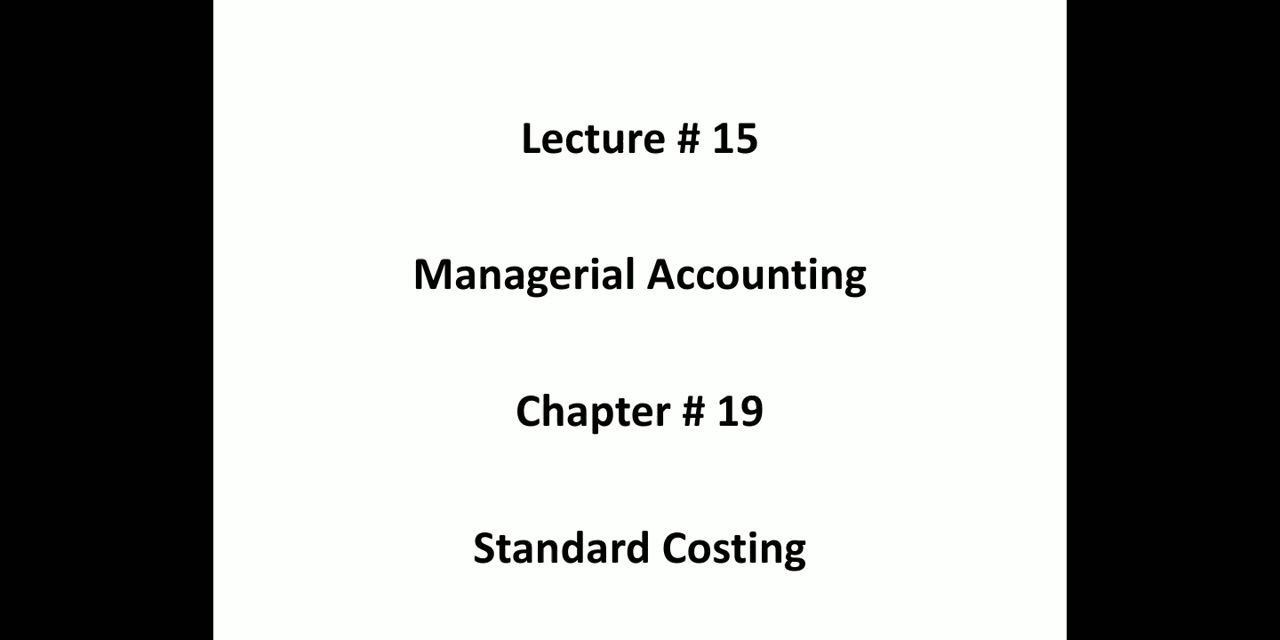 Lecture # 15
Managerial Accounting
Chapter # 19
Standard Costing